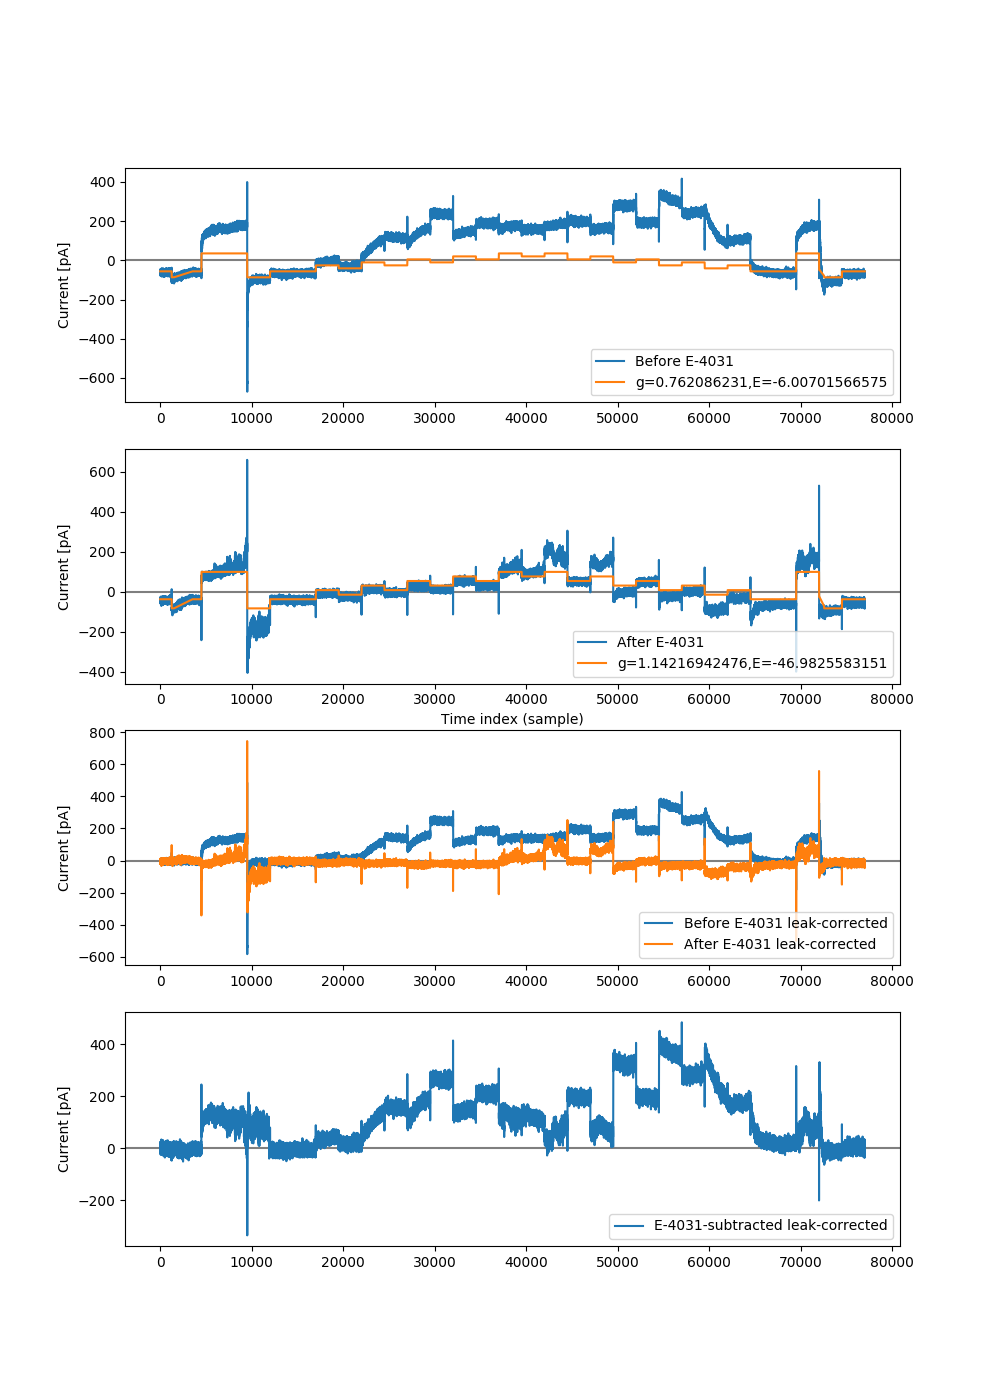 400
200
0
−200
−400
−600
Current [pA]
Before E-4031
g=0.762086231,E=-6.00701566575
0 10000 20000 30000 40000 50000 60000 70000 80000
600
400
200
0
−200
−400
Current [pA]
After E-4031
g=1.14216942476,E=-46.9825583151
0 10000 20000 30000 40000 50000 60000 70000 80000
Time index (sample)
800
600
400
200
0
−200
−400
−600
Current [pA]
Before E-4031 leak-corrected
After E-4031 leak-corrected
0 10000 20000 30000 40000 50000 60000 70000 80000
400
200
0
−200
Current [pA]
E-4031-subtracted leak-corrected
0 10000 20000 30000 40000 50000 60000 70000 80000